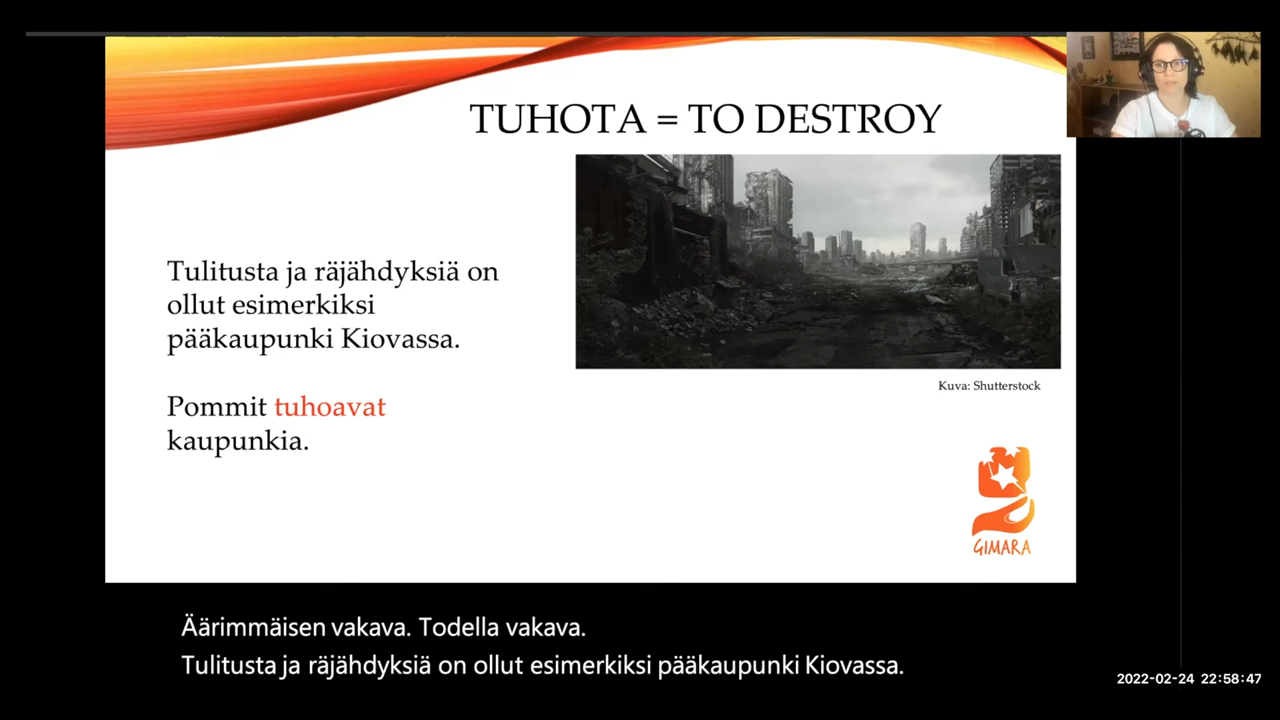 TUHOTA = TO DESTROY
Tulitusta ja räjähdyksiä on
ollut esimerkiksi
pääkaupunki Kiovassa.
Pommit tuhoavat
kaupunkia.
Kuva: Shutterstock
GIMARA
Äärimmäisen vakava. Todella vakava.
Tulitusta ja räjähdyksiä on ollut esimerkiksi pääkaupunki Kiovassa.
2022-02-24 22:58:47